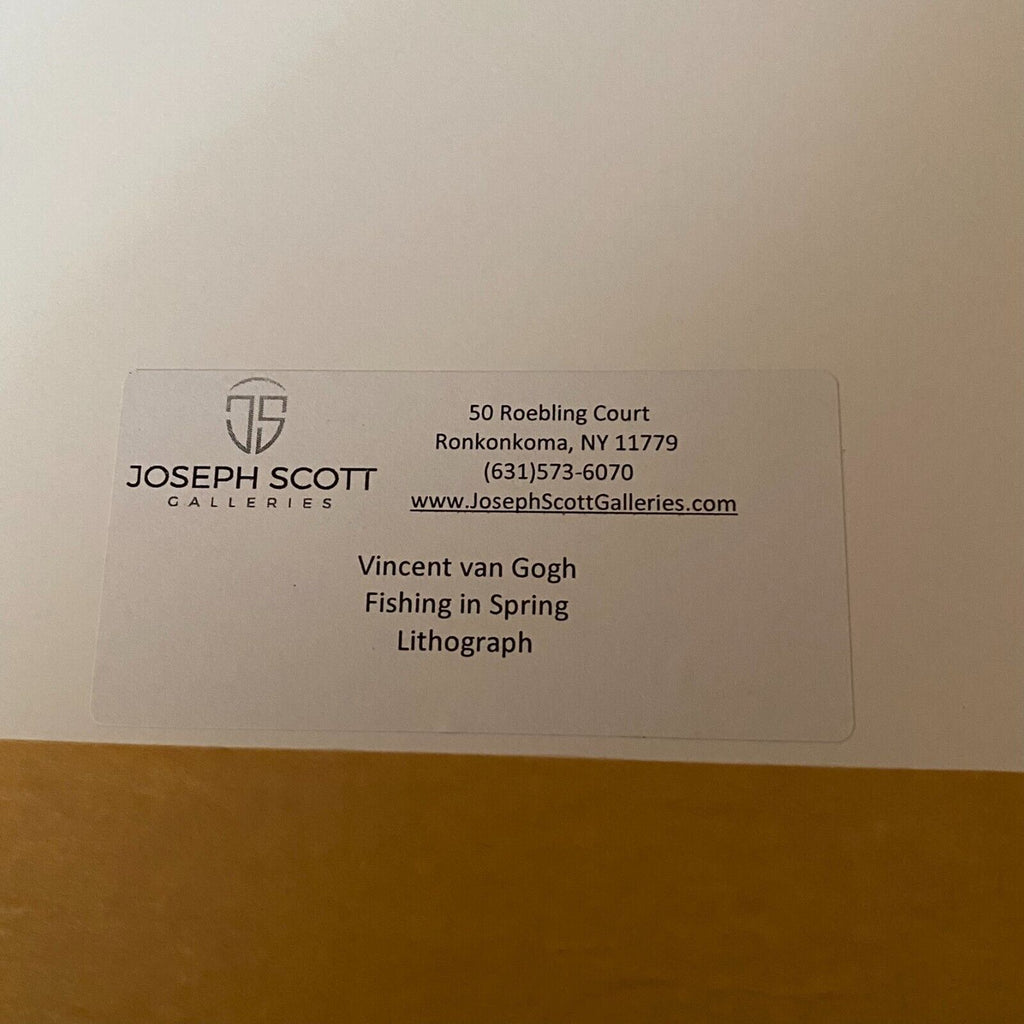 JS
JOSEPH SCOTT
GALLERIES
50 Roebling Court
Ronkonkoma, NY 11779
(631)573-6070
www.JosephScottGalleries.com
Vincent van Gogh
Fishing in Spring
Lithograph